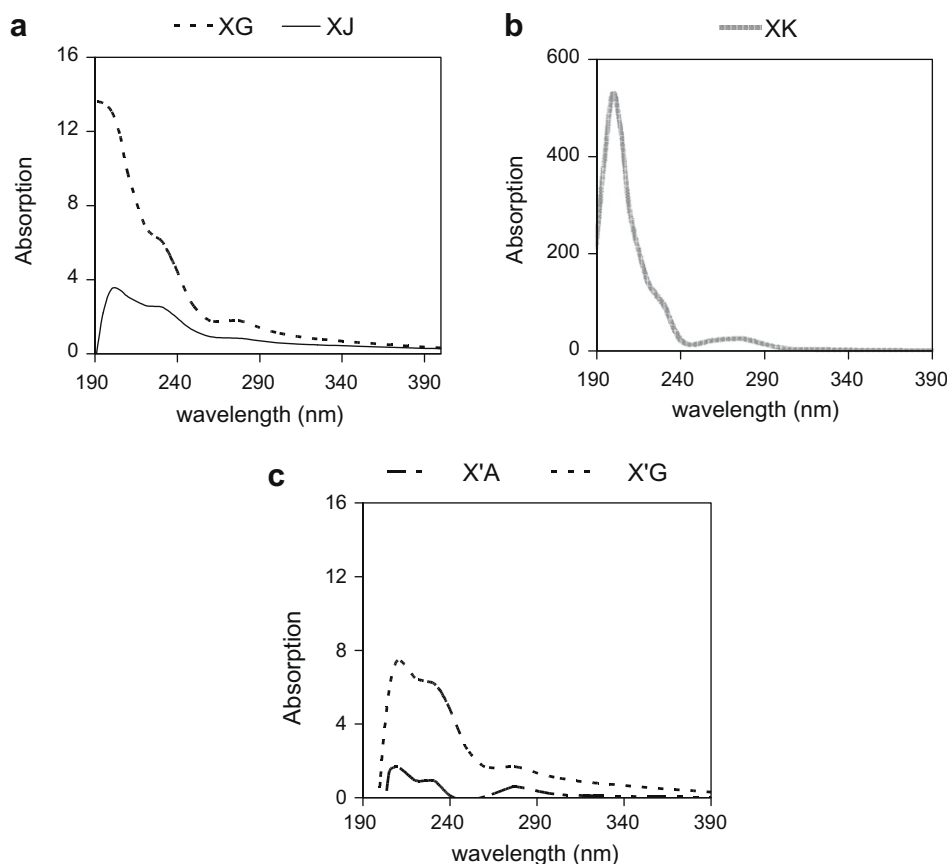 a
XG XJ
16
12
8
4
0
Absorption
190 240 290 340 390
wavelength (nm)
b
XK
600
400
200
0
Absorption
190 240 290 340 390
wavelength (nm)
c
X'A X'G
16
12
8
4
0
Absorption
190 240 290 340 390
wavelength (nm)